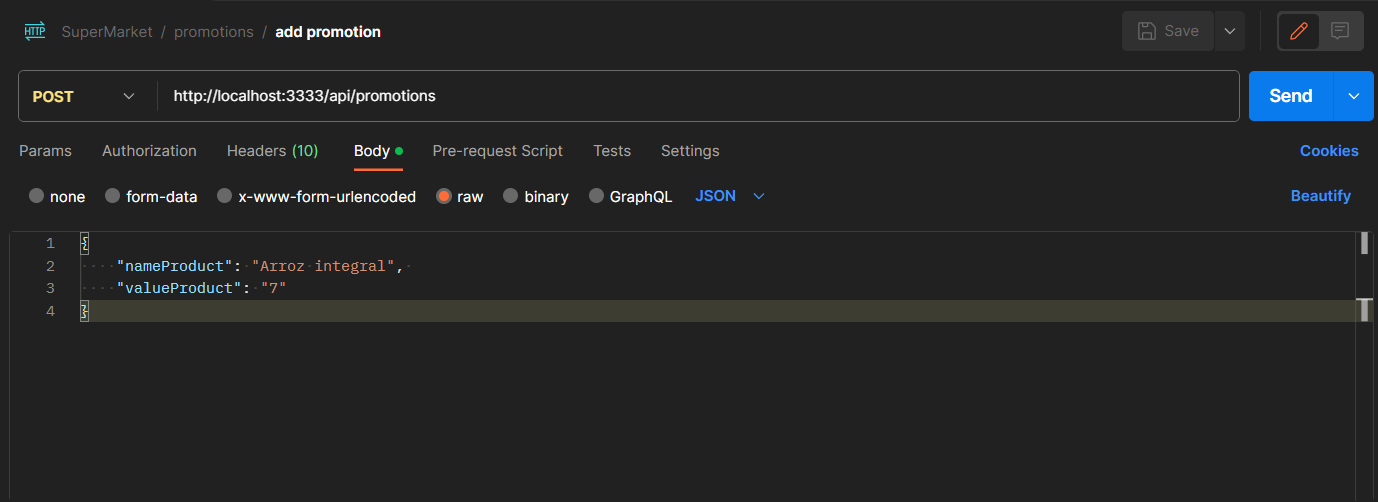 HTTP SuperMarket / promotions / add promotion Save
POST http://localhost:3333/api/promotions Send
Params Authorization Headers (10) Body Pre-request Script Tests Settings Cookies
none form-data x-www-form-urlencoded raw binary GraphQL JSON Beautify
1 {
2 "nameProduct": "Arroz integral",
3 "valueProduct": "7"
4 }